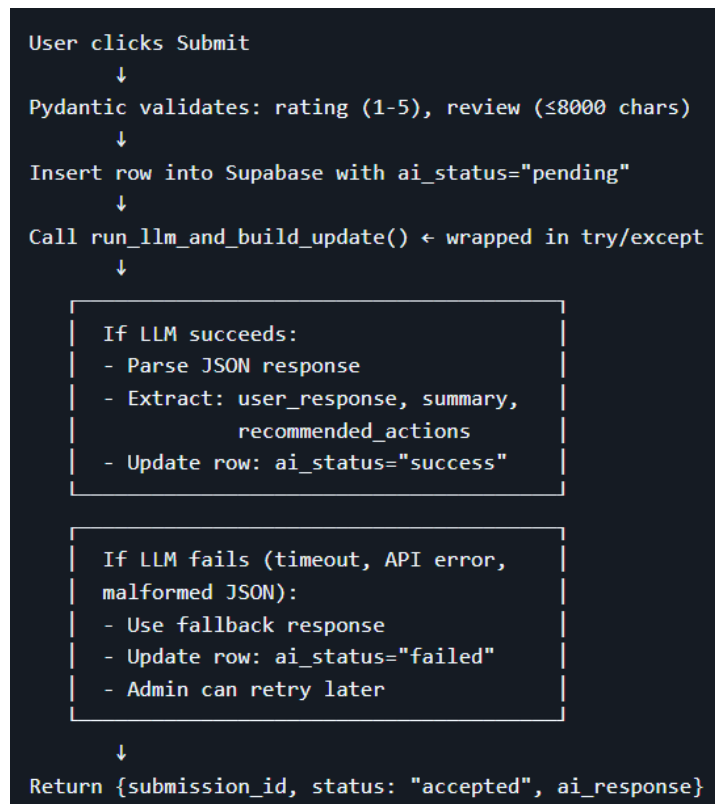 User clicks Submit
↓
Pydantic validates: rating (1-5), review (≤8000 chars)
↓
Insert row into Supabase with ai_status="pending"
↓
Call run_llm_and_build_update() ← wrapped in try/except
↓
If LLM succeeds:
- Parse JSON response
- Extract: user_response, summary,
recommended_actions
- Update row: ai_status="success"
If LLM fails (timeout, API error,
malformed JSON):
- Use fallback response
- Update row: ai_status="failed"
- Admin can retry later
↓
Return {submission_id, status: "accepted", ai_response}